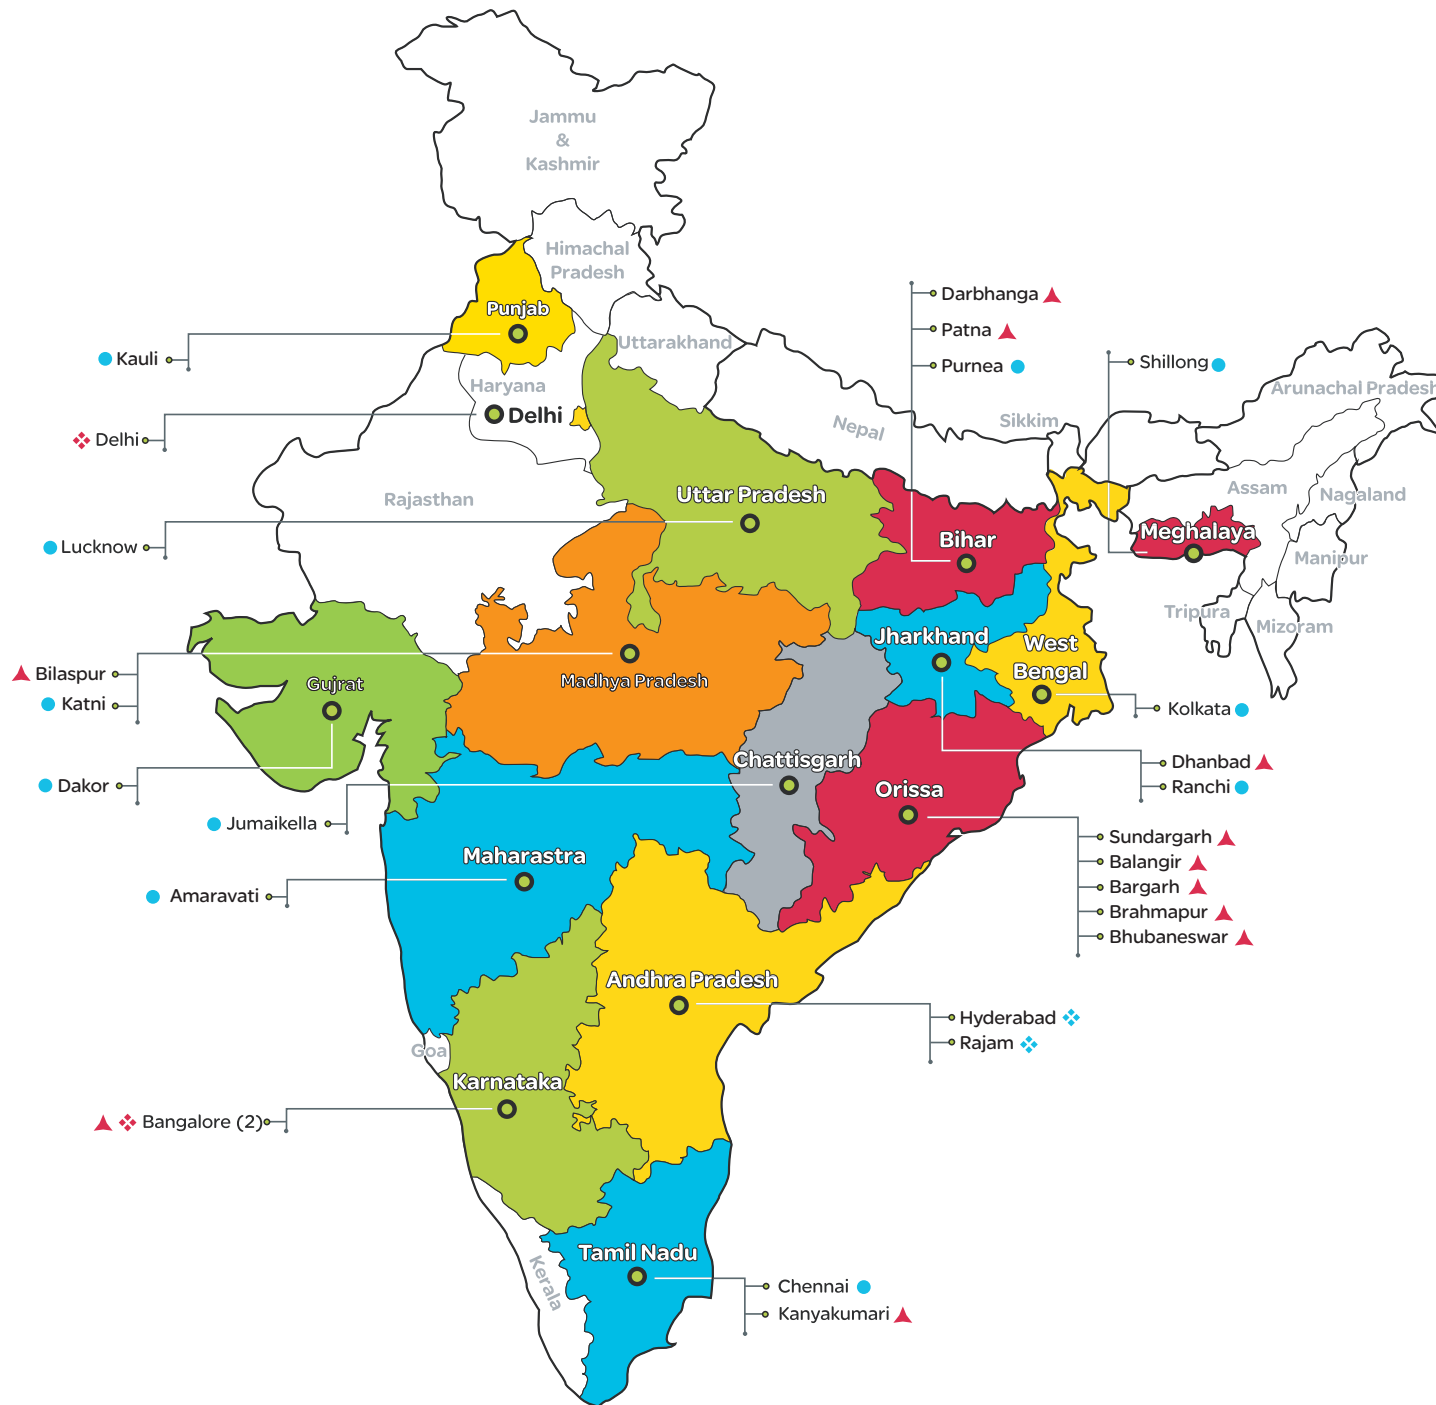 Jammu
&
Kashmir
Himachal
Pradesh
Punjab
Uttarakhand
Kauli
Haryana
Delhi
Delhi
Darbhanga
Patna
Purnea
Shillong
Arunachal Pradesh
Sikkim
Nepal
Rajasthan
Uttar Pradesh
Assam
Nagaland
Lucknow
Bihar
Meghalaya
Manipur
Tripura
Mizoram
Jharkhand
West
Bengal
Bilaspur
Katni
Gujrat
Madhya Pradesh
Kolkata
Dakor
Jumaikella
Chattisgarh
Orissa
Dhanbad
Ranchi
Sundargarh
Balangir
Bargarh
Brahmapur
Bhubaneswar
Maharastra
Amaravati
Andhra Pradesh
Hyderabad
Rajam
Goa
Karnataka
Bangalore (2)
Kerala
Tamil Nadu
Chennai
Kanyakumari